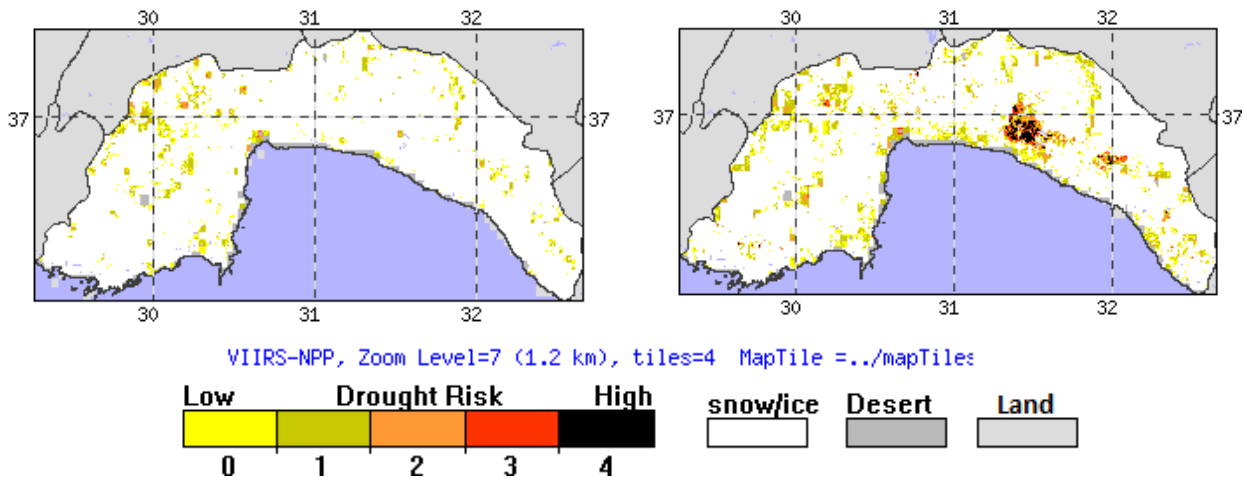 30 31 32 30 31 32
37 37 37 37
30 31 32 30 31 32
VIIRS-NPP, Zoom Level=7 (1.2 km), tiles=4 MapTile =../mapTiles
Low Drought Risk High snow/ice Desert Land
0 1 2 3 4